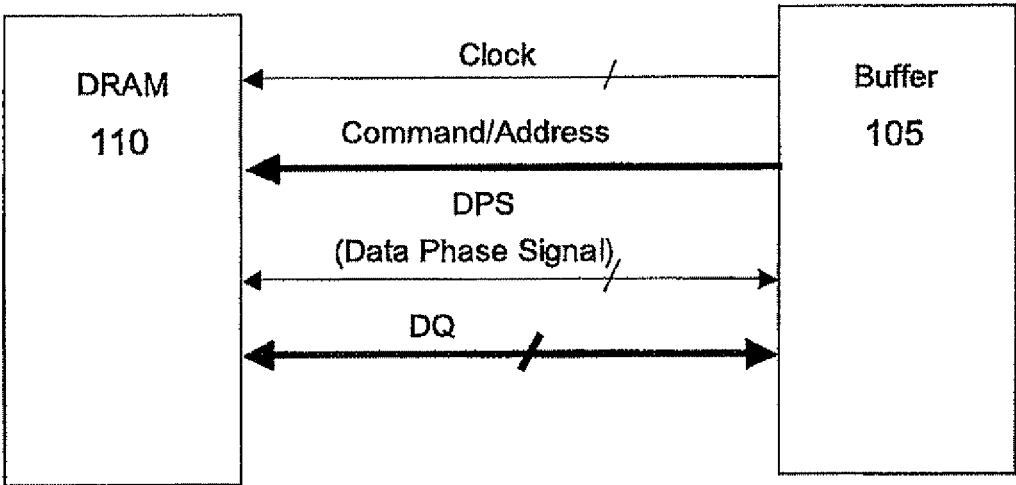 DRAM
110
Clock
Command/Address
DPS
(Data Phase Signal)
DQ
Buffer
105